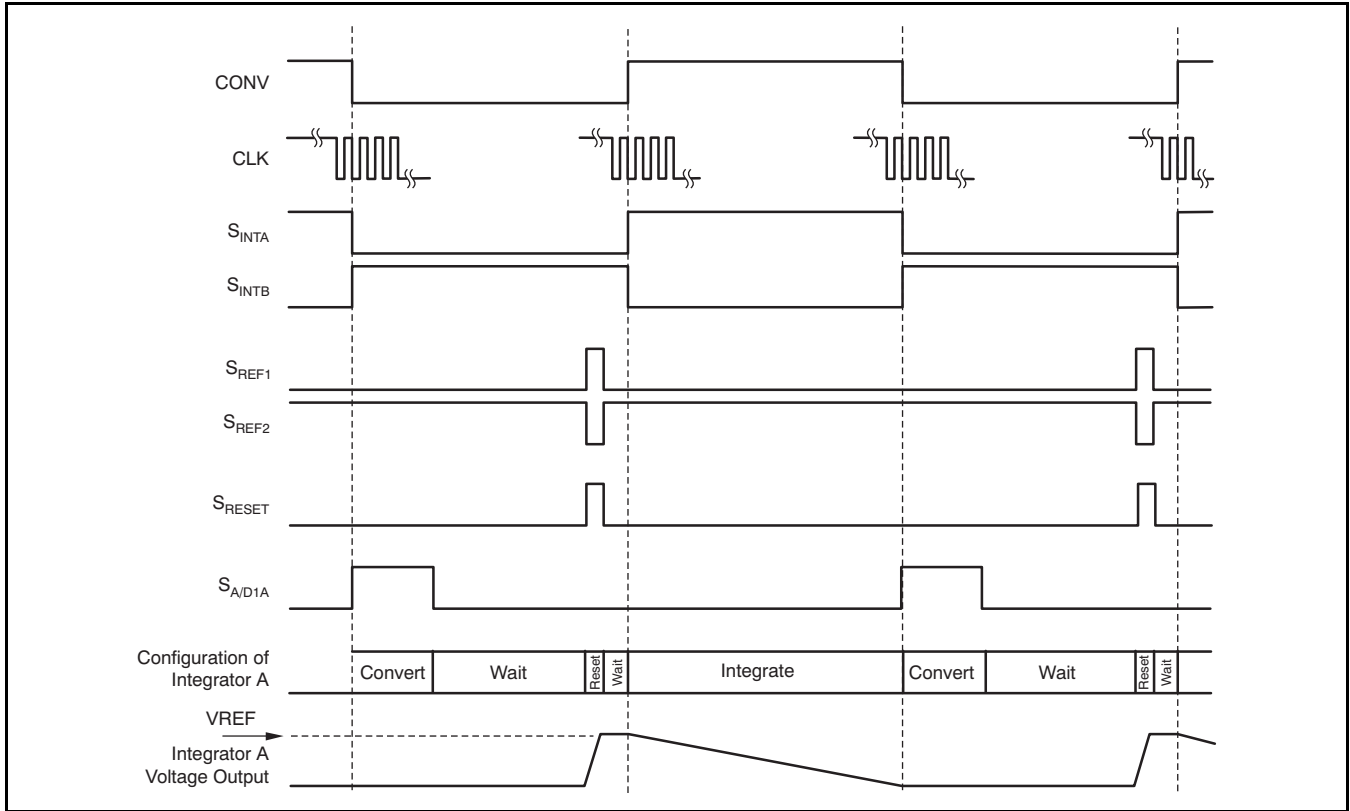 CONV
CLK
SINTA
SINTB
SREF1
SREF2
SRESET
SA/D1A
Configuration of
Integrator A
Convert Wait Reset Wait Integrate Convert Wait Reset Wait
VREF
Integrator A
Voltage Output